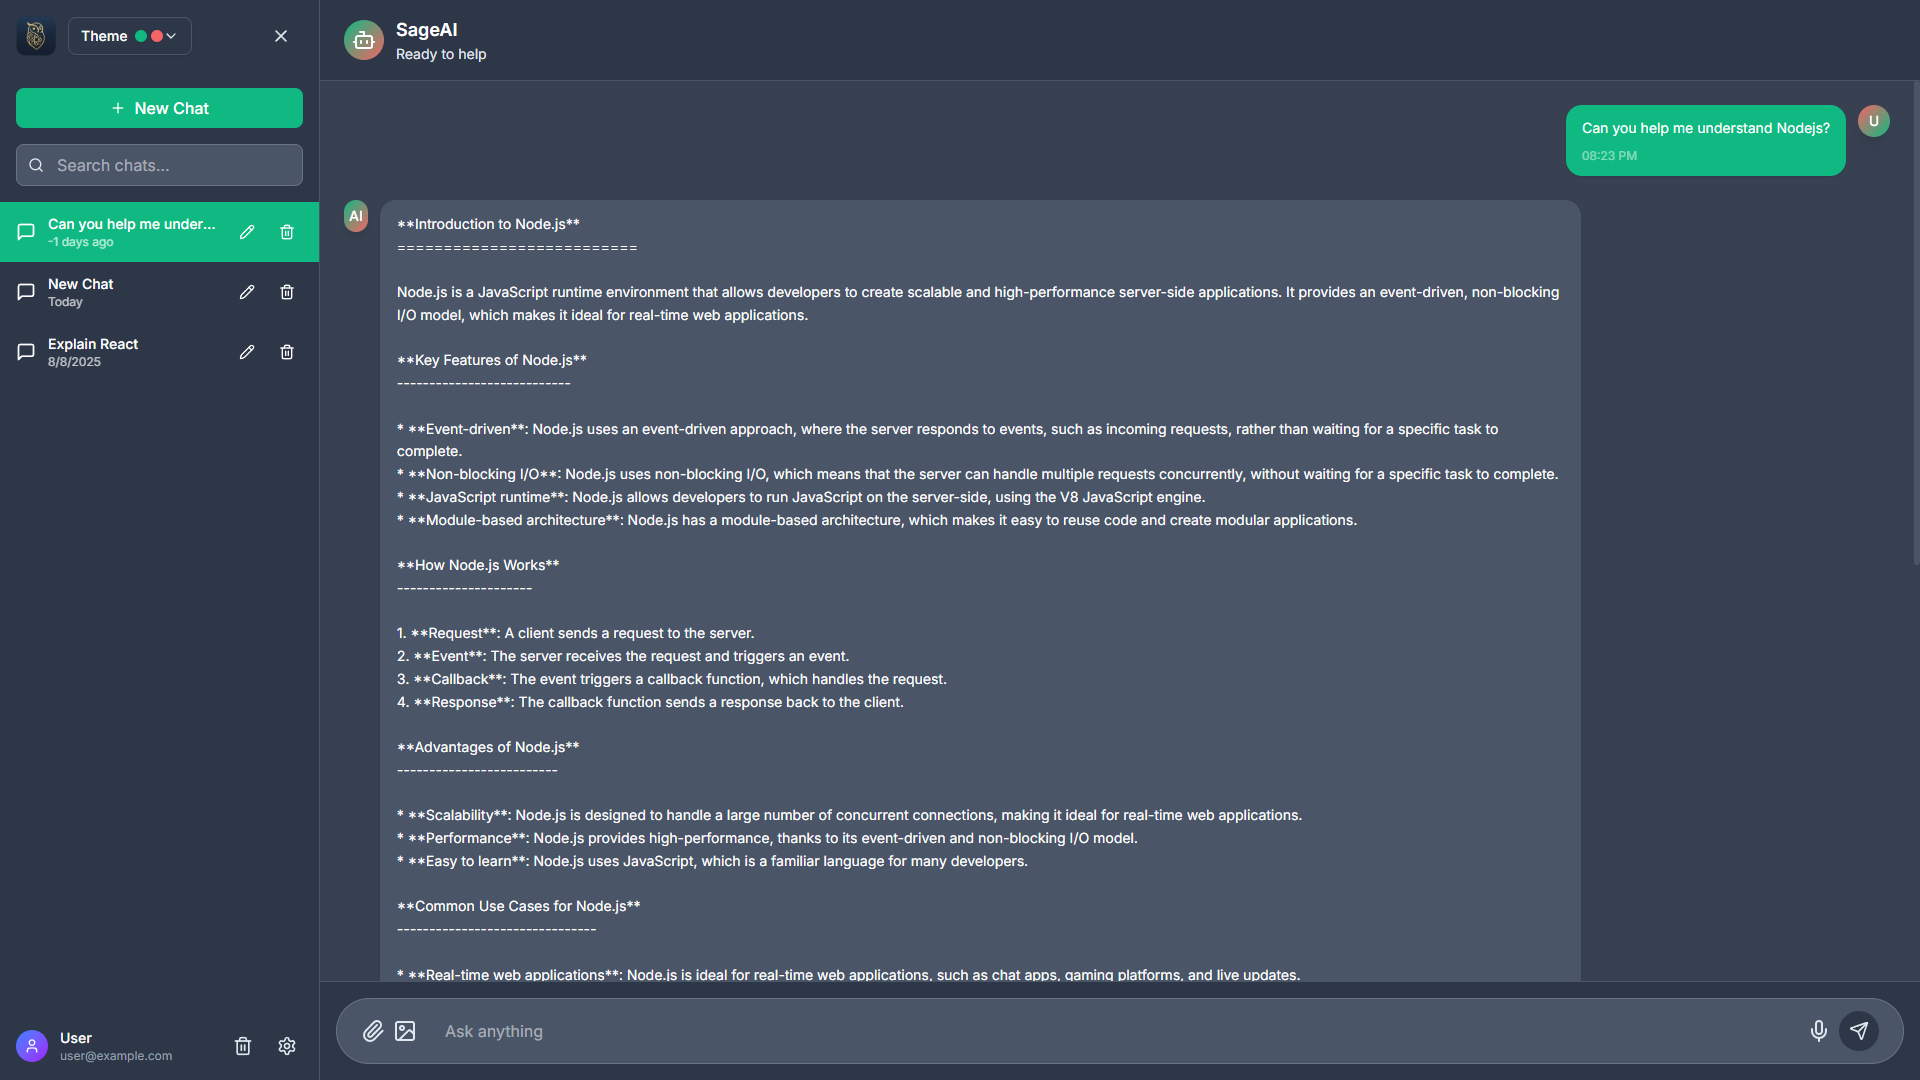 Theme
New Chat
Search chats...
Can you help me under...
-1 days ago
New Chat
Today
Explain React
8/8/2025
User
user@example.com
SageAI
Ready to help
Can you help me understand Nodejs?
08:23 PM
U
AI
**Introduction to Node.js**
==========================
Node.js is a JavaScript runtime environment that allows developers to create scalable and high-performance server-side applications. It provides an event-driven, non-blocking
I/O model, which makes it ideal for real-time web applications.
**Key Features of Node.js**
---------------------------
* **Event-driven**: Node.js uses an event-driven approach, where the server responds to events, such as incoming requests, rather than waiting for a specific task to
complete.
* **Non-blocking I/O**: Node.js uses non-blocking I/O, which means that the server can handle multiple requests concurrently, without waiting for a specific task to complete.
* **JavaScript runtime**: Node.js allows developers to run JavaScript on the server-side, using the V8 JavaScript engine.
* **Module-based architecture**: Node.js has a module-based architecture, which makes it easy to reuse code and create modular applications.
**How Node.js Works**
---------------------
1. **Request**: A client sends a request to the server.
2. **Event**: The server receives the request and triggers an event.
3. **Callback**: The event triggers a callback function, which handles the request.
4. **Response**: The callback function sends a response back to the client.
**Advantages of Node.js**
-------------------------
* **Scalability**: Node.js is designed to handle a large number of concurrent connections, making it ideal for real-time web applications.
* **Performance**: Node.js provides high-performance, thanks to its event-driven and non-blocking I/O model.
* **Easy to learn**: Node.js uses JavaScript, which is a familiar language for many developers.
**Common Use Cases for Node.js**
-------------------------------
* **Real-time web applications**: Node.js is ideal for real-time web applications, such as chat apps, gaming platforms, and live updates.
Ask anything